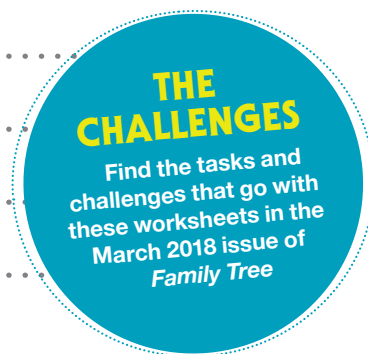 THE
CHALLENGES
Find the tasks and
challenges that go with
these worksheets in the
March 2018 issue of
Family Tree